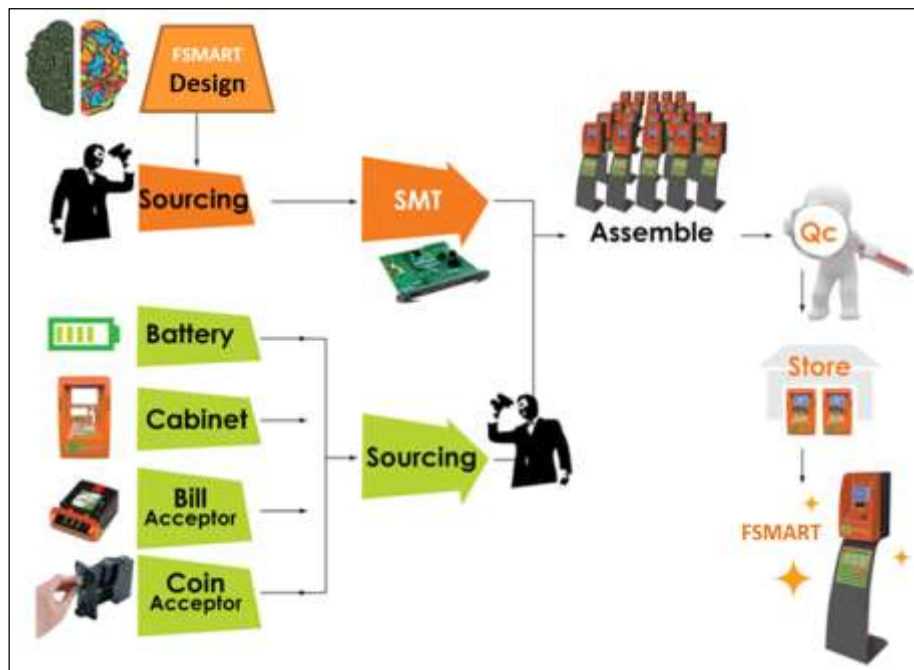 FSMART
Design
Sourcing
SMT
Assemble
Qc
Battery
Cabinet
Bill
Acceptor
Coin
Acceptor
Sourcing
Store
FSMART